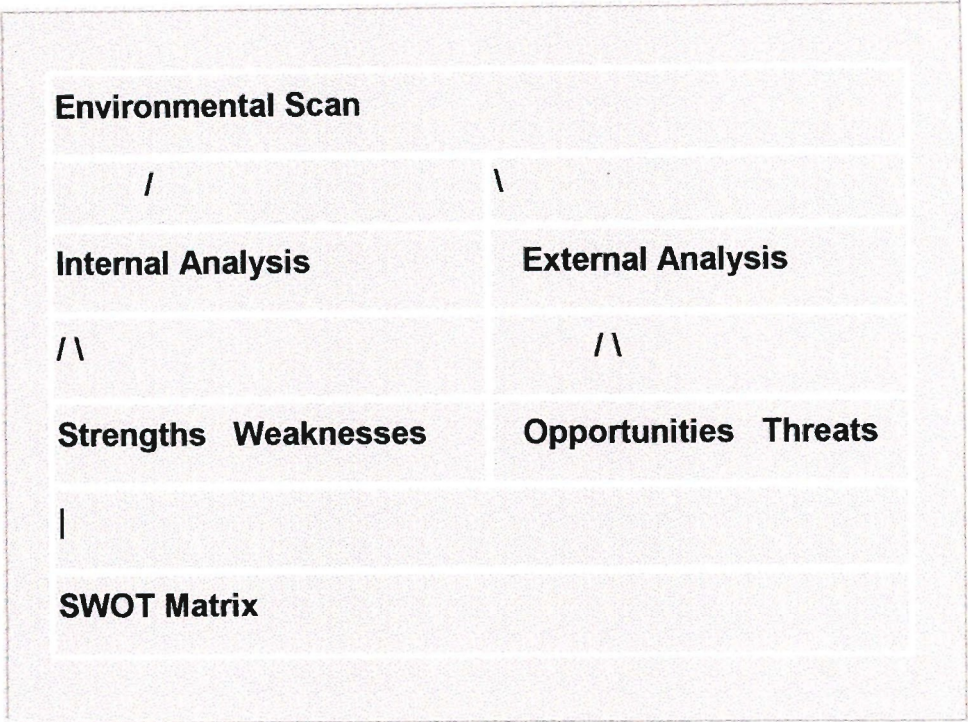 Environmental Scan
/ \
Internal Analysis External Analysis
/ \ / \
Strengths Weaknesses Opportunities Threats
|
SWOT Matrix